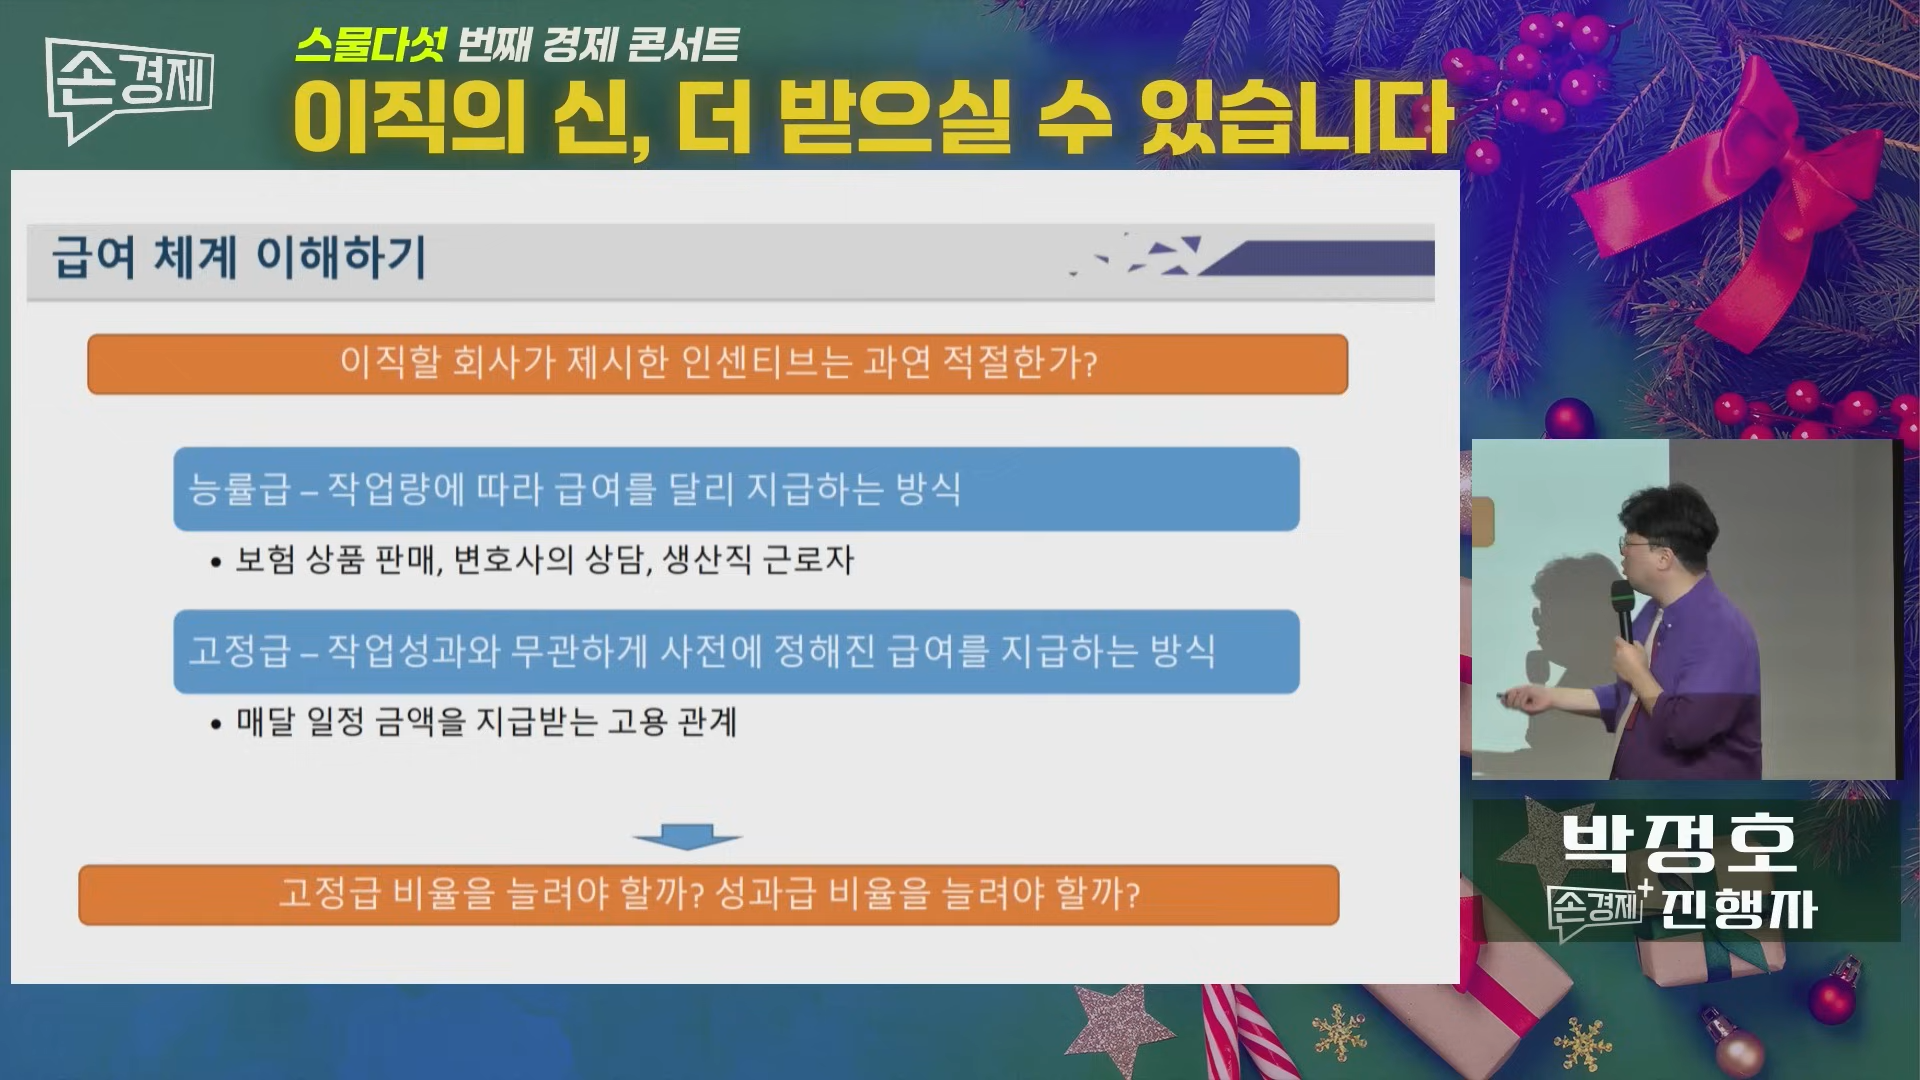 손경제
스물다섯 번째 경제 콘서트
이직의 신, 더 받으실 수 있습니다
급여 체계 이해하기
이직할 회사가 제시한 인센티브는 과연 적절한가?
능률급 – 작업량에 따라 급여를 달리 지급하는 방식
• 보험 상품 판매, 변호사의 상담, 생산직 근로자
고정급 – 작업성과와 무관하게 사전에 정해진 급여를 지급하는 방식
• 매달 일정 금액을 지급받는 고용 관계
고정급 비율을 늘려야 할까? 성과급 비율을 늘려야 할까?
박정호
손경제+ 진행자